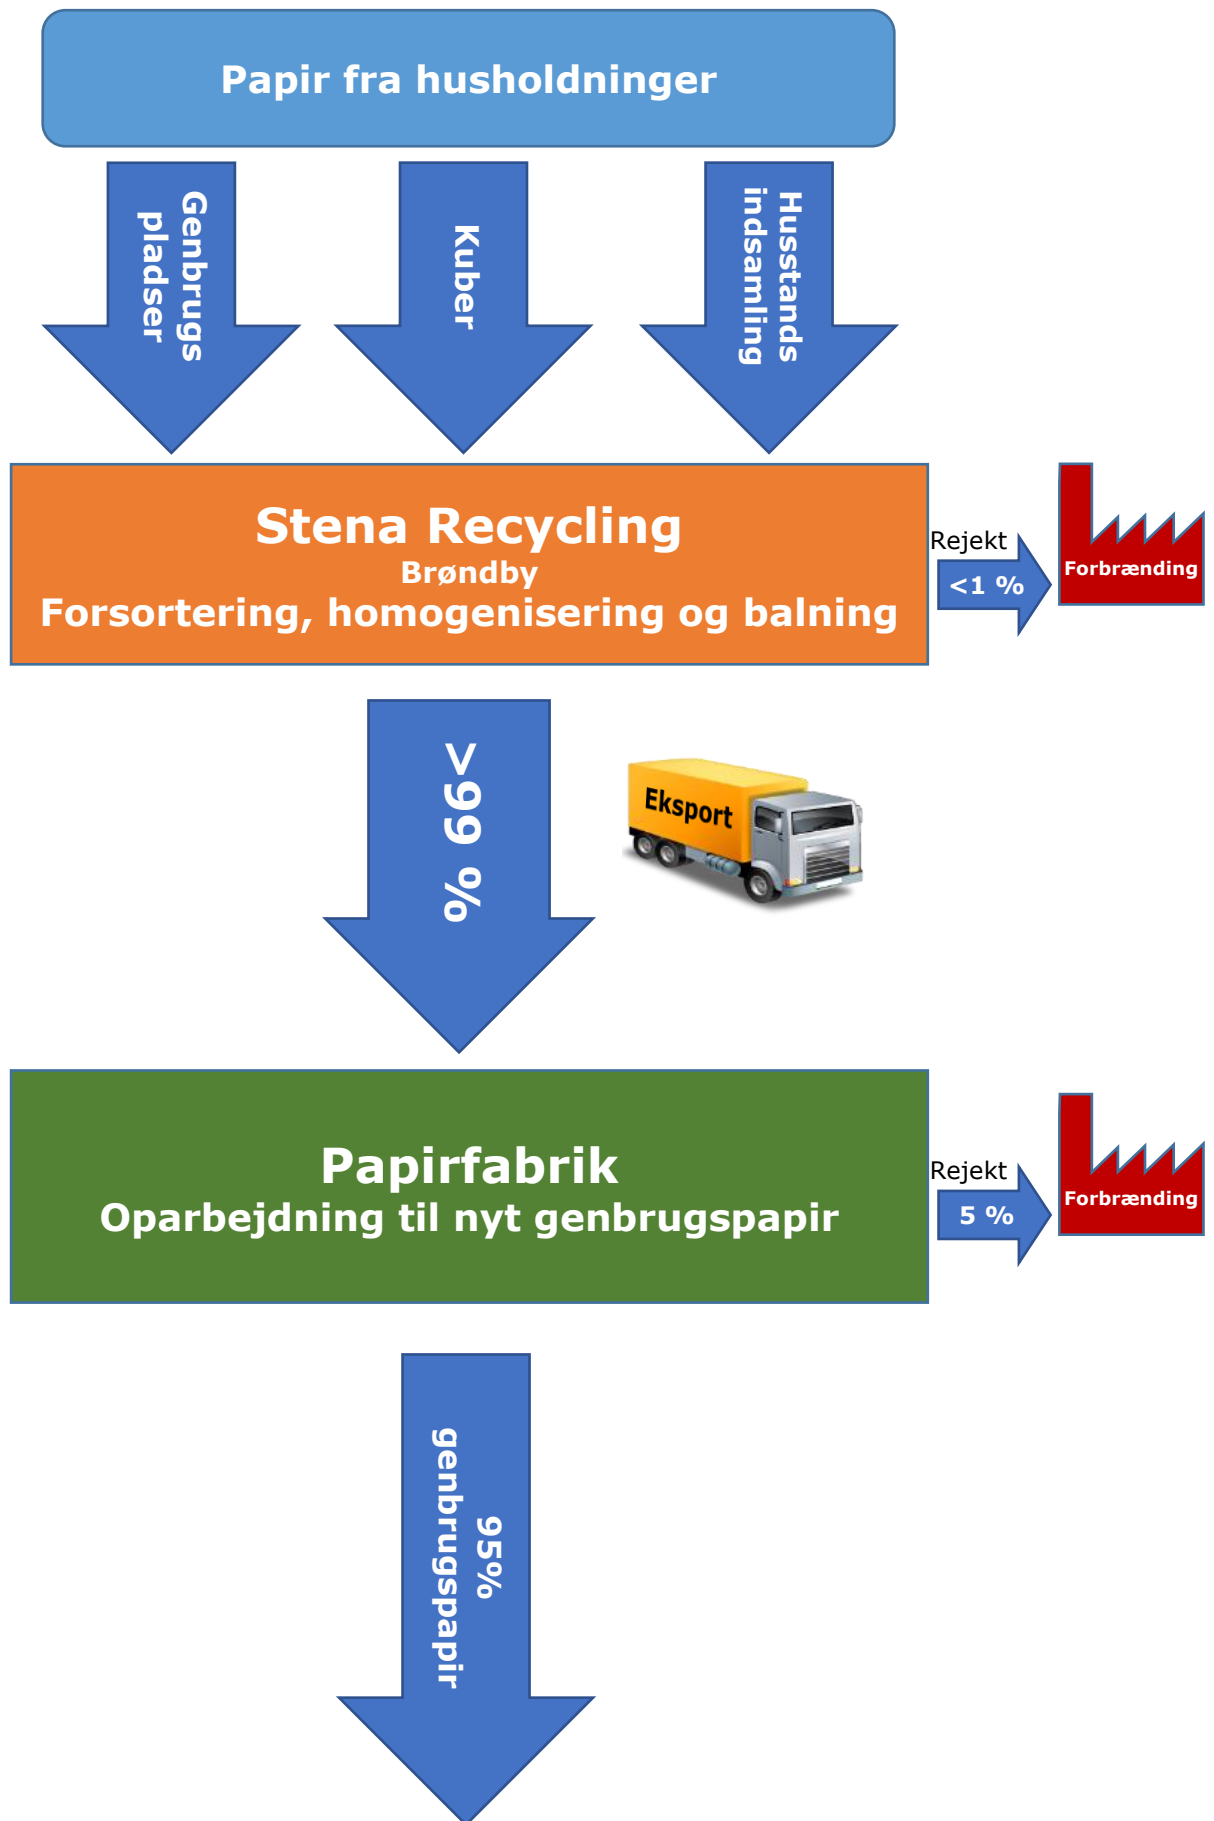 Papir fra husholdninger
Genbrugs
pladser
Kuber
Husstands
indsamling
Stena Recycling
Brøndby
Forsortering, homogenisering og balning
Rejekt
<1 %
Forbrænding
>99 %
Eksport
Papirfabrik
Oparbejdning til nyt genbrugspapir
Rejekt
5 %
Forbrænding
95%
genbrugspapir